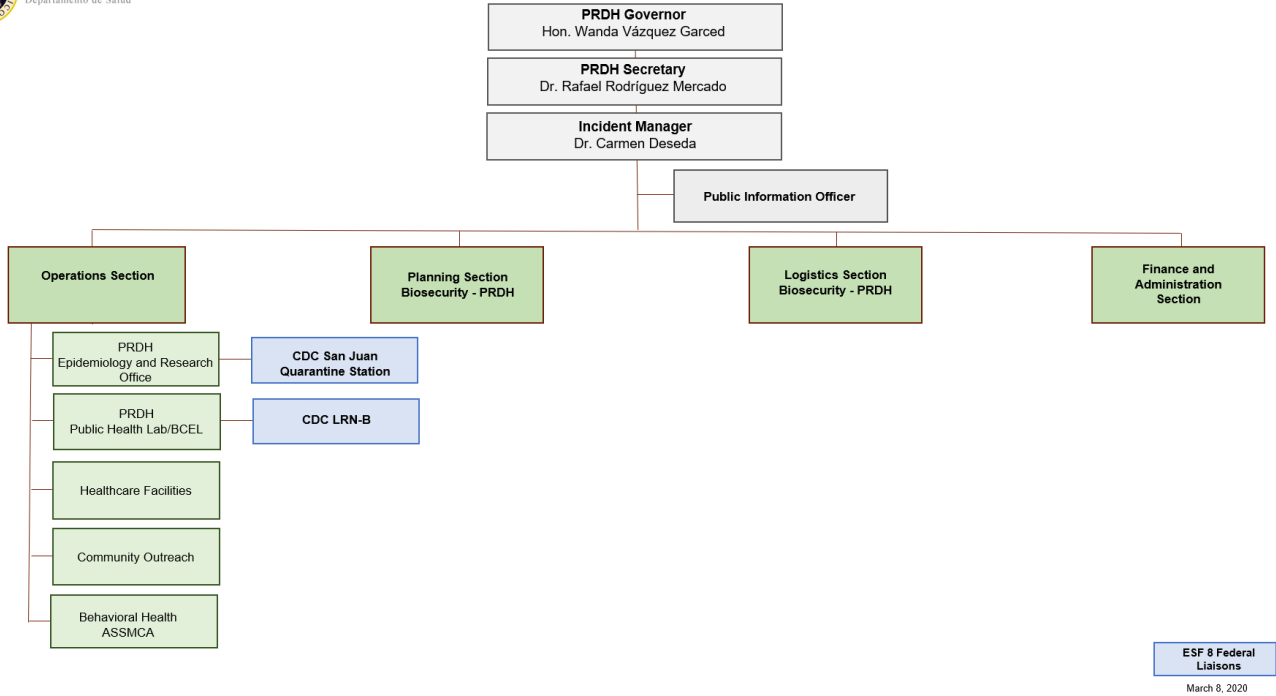 Departamento de Salud
PRDH Governor
Hon. Wanda Vázquez Garced
PRDH Secretary
Dr. Rafael Rodríguez Mercado
Incident Manager
Dr. Carmen Deseda
Public Information Officer
Operations Section
Planning Section
Biosecurity - PRDH
Logistics Section
Biosecurity - PRDH
Finance and
Administration
Section
PRDH
Epidemiology and Research
Office
CDC San Juan
Quarantine Station
PRDH
Public Health Lab/BCEL
CDC LRN-B
Healthcare Facilities
Community Outreach
Behavioral Health
ASSMCA
ESF 8 Federal
Liaisons
March 8, 2020